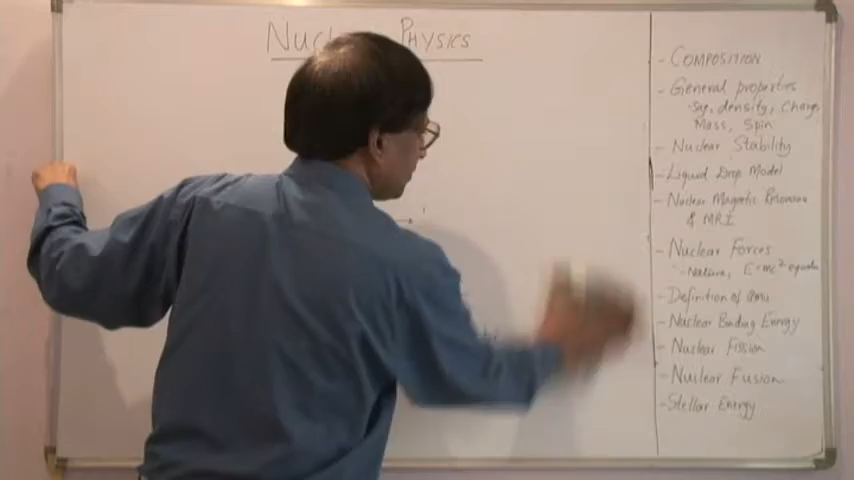 Nuc Physics
- Composition
- General properties
- Size, density, Charge,
Mass, Spin
- Nuclear Stability
- Liquid Drop Model
- Nuclear Magnetic Resonance
& MRI
- Nuclear Forces
- Nature, E=mc² equati
- Definition of amu
- Nuclear Binding Energy
- Nuclear Fission
- Nuclear Fusion
- Stellar Energy